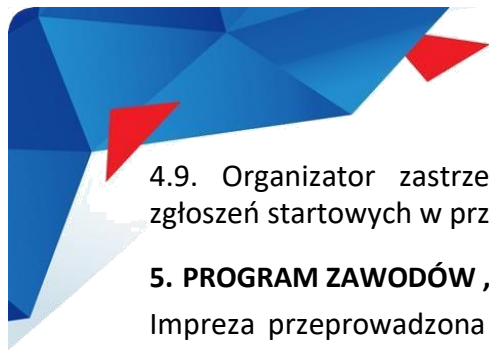 4.9. Organizator zastrze
zgłoszeń startowych w prz
5. PROGRAM ZAWODÓW ,
Impreza przeprowadzona